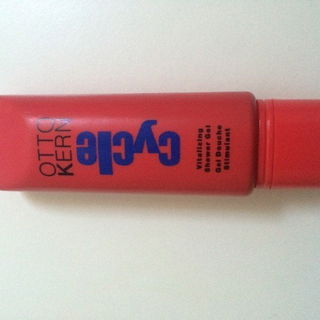 OTTO
KERN
Cycle
Vitalizing
Shower Gel
Gel Douche
Stimulant